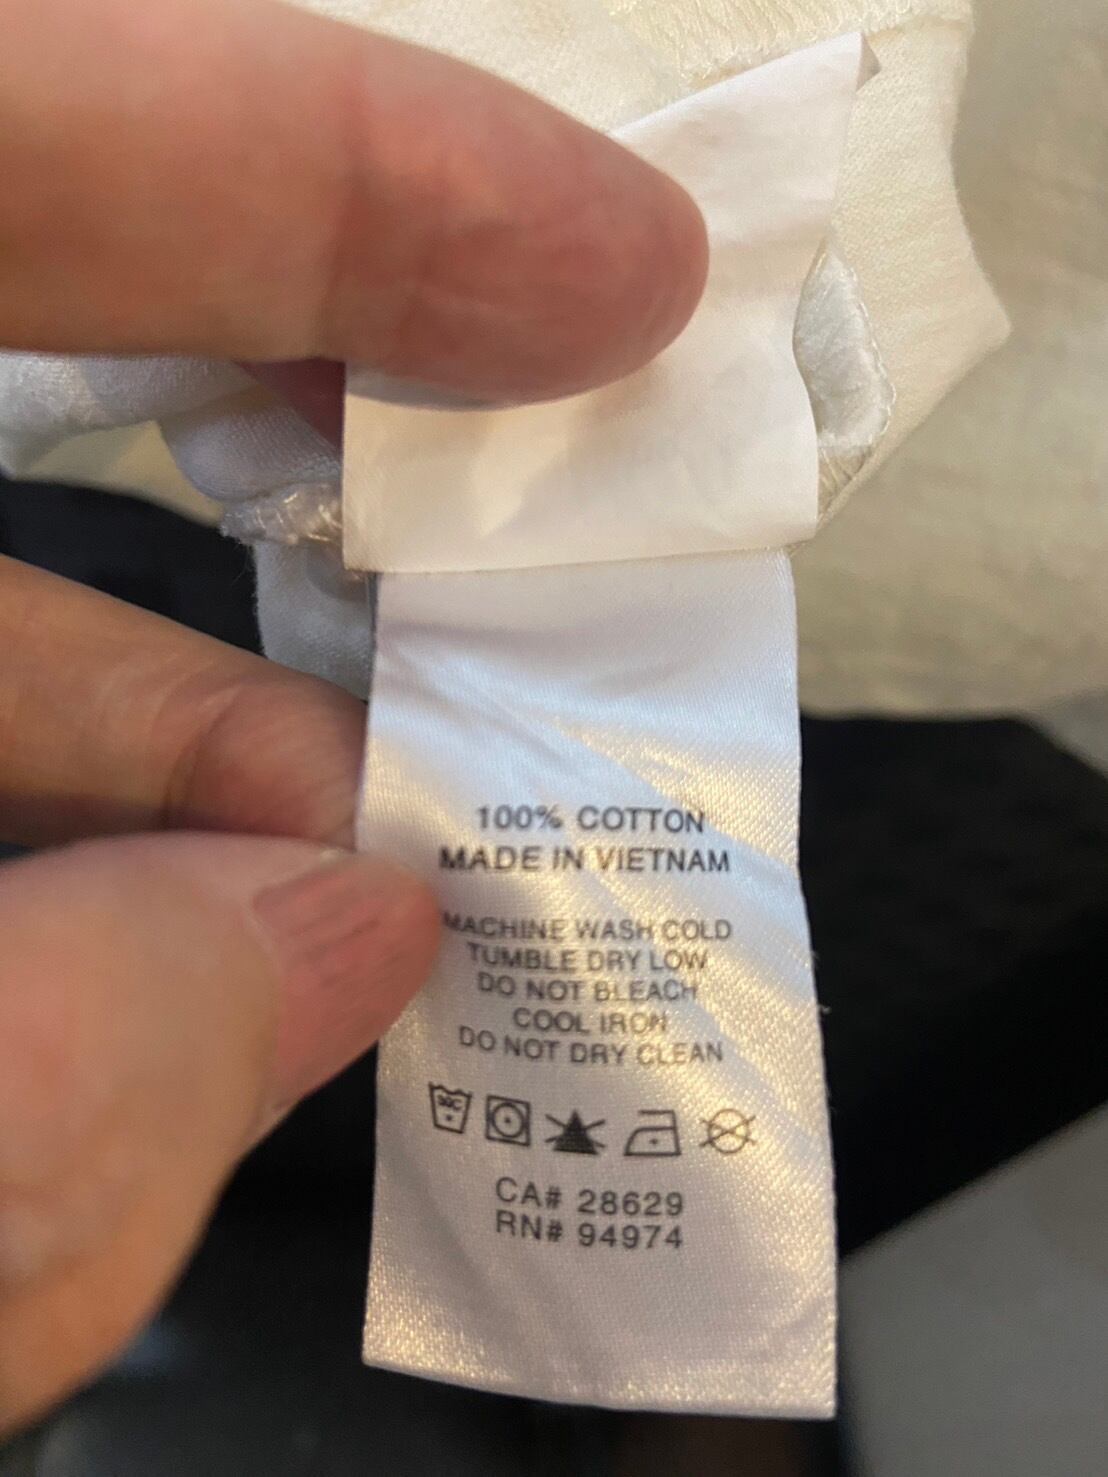 100% COTTON
MADE IN VIETNAM
MACHINE WASH COLD
TUMBLE DRY LOW
DO NOT BLEACH
COOL IRON
DO NOT DRY CLEAN
30C
CA# 28629
RN# 94974